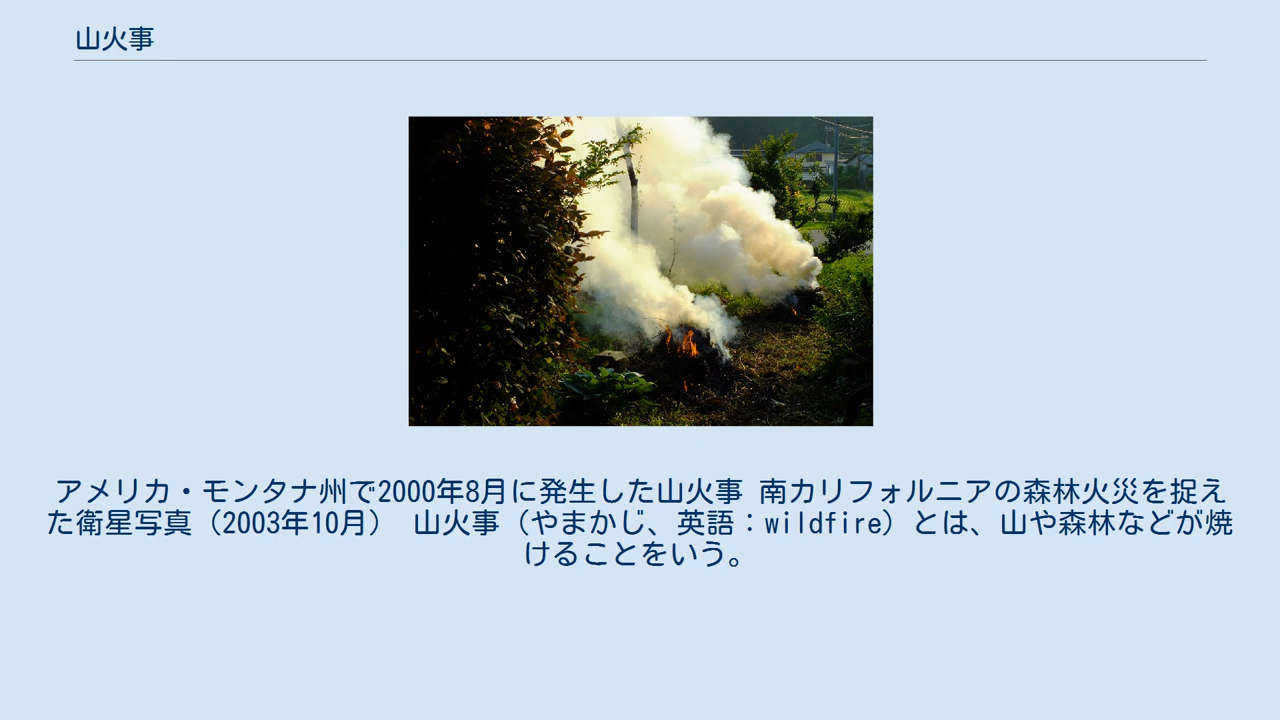 山火事
アメリカ・モンタナ州で2000年8月に発生した山火事 南カリフォルニアの森林火災を捉え
た衛星写真（2003年10月） 山火事（やまかじ、英語：wildfire）とは、山や森林などが焼
けることをいう。